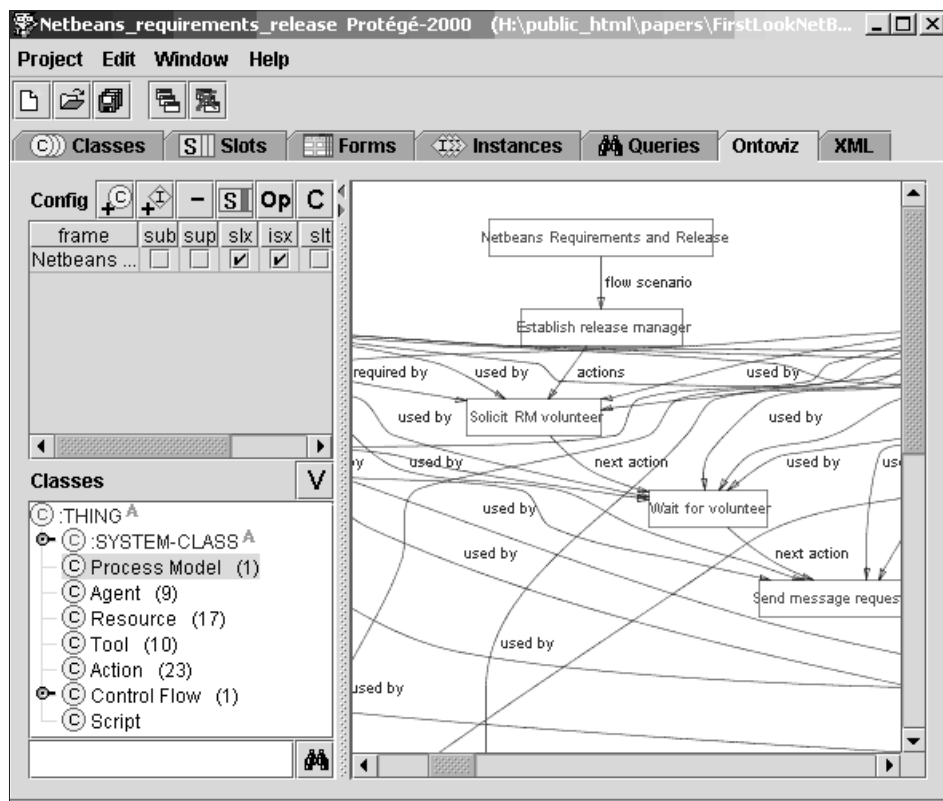 Netbeans_requirements_release Protégé-2000 (H:\public_html\papers\FirstLookNetB...
Project Edit Window Help
C Classes S Slots Forms I Instances Queries Ontoviz XML
Config C I − S Op C
frame sub sup slx isx slt
Netbeans ...
Classes V
C :THING A
C :SYSTEM-CLASS A
C Process Model (1)
C Agent (9)
C Resource (17)
C Tool (10)
C Action (23)
C Control Flow (1)
C Script
Netbeans Requirements and Release
flow scenario
Establish release manager
required by used by actions used by
used by Solicit RM volunteer used by
y used by next action used by us
used by Wait for volunteer
used by next action
Send message reques
used by
used by